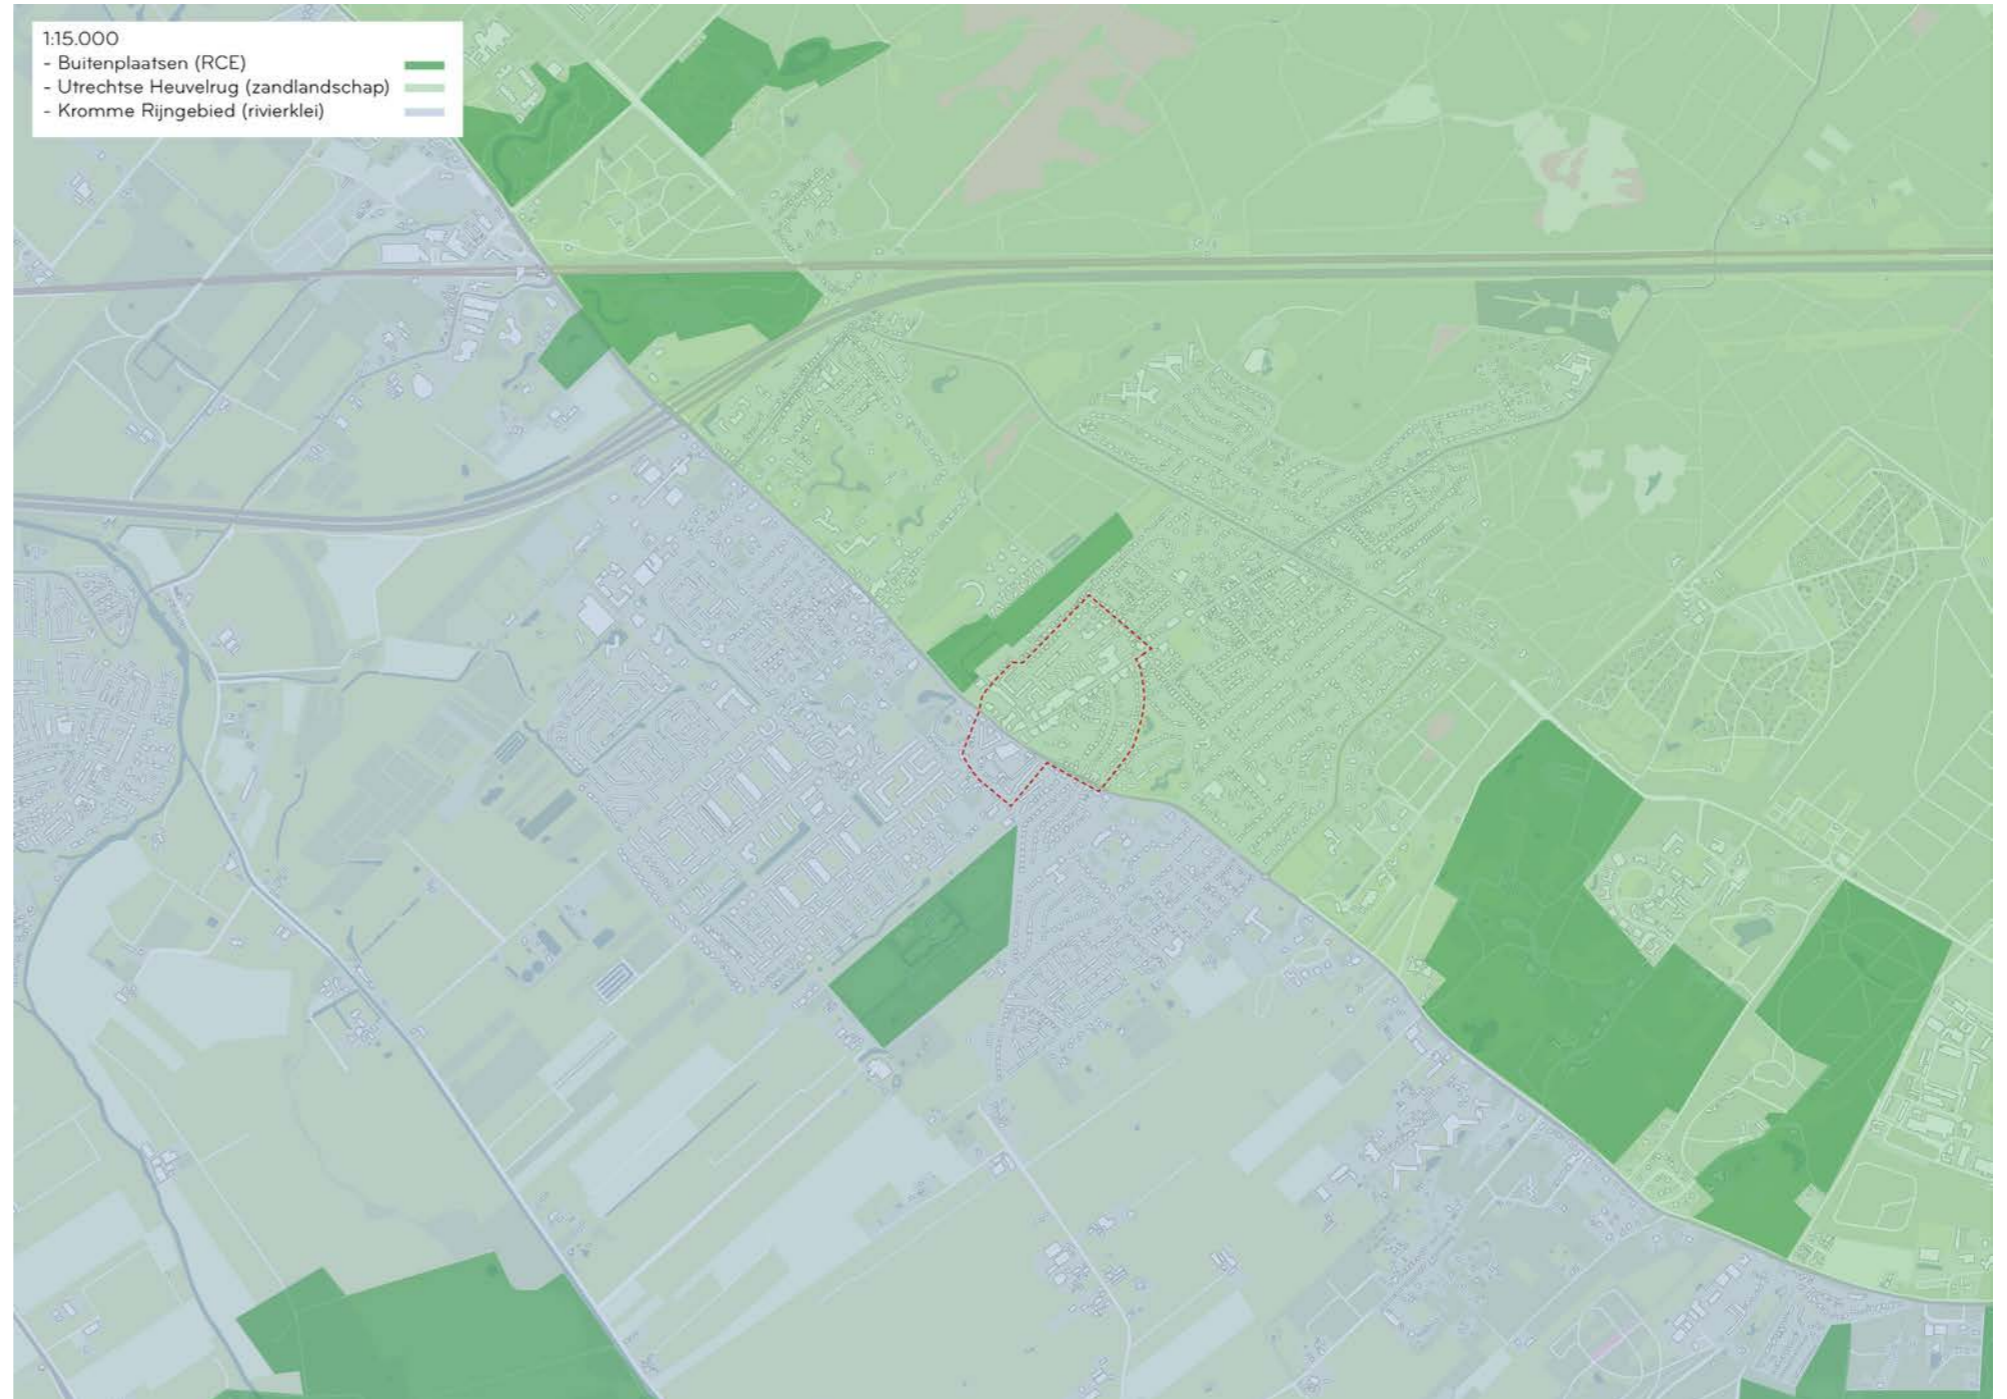 1:15.000
- Buitenplaatsen (RCE)
- Utrechtse Heuvelrug (zandlandschap)
- Kromme Rijngebied (rivierklei)